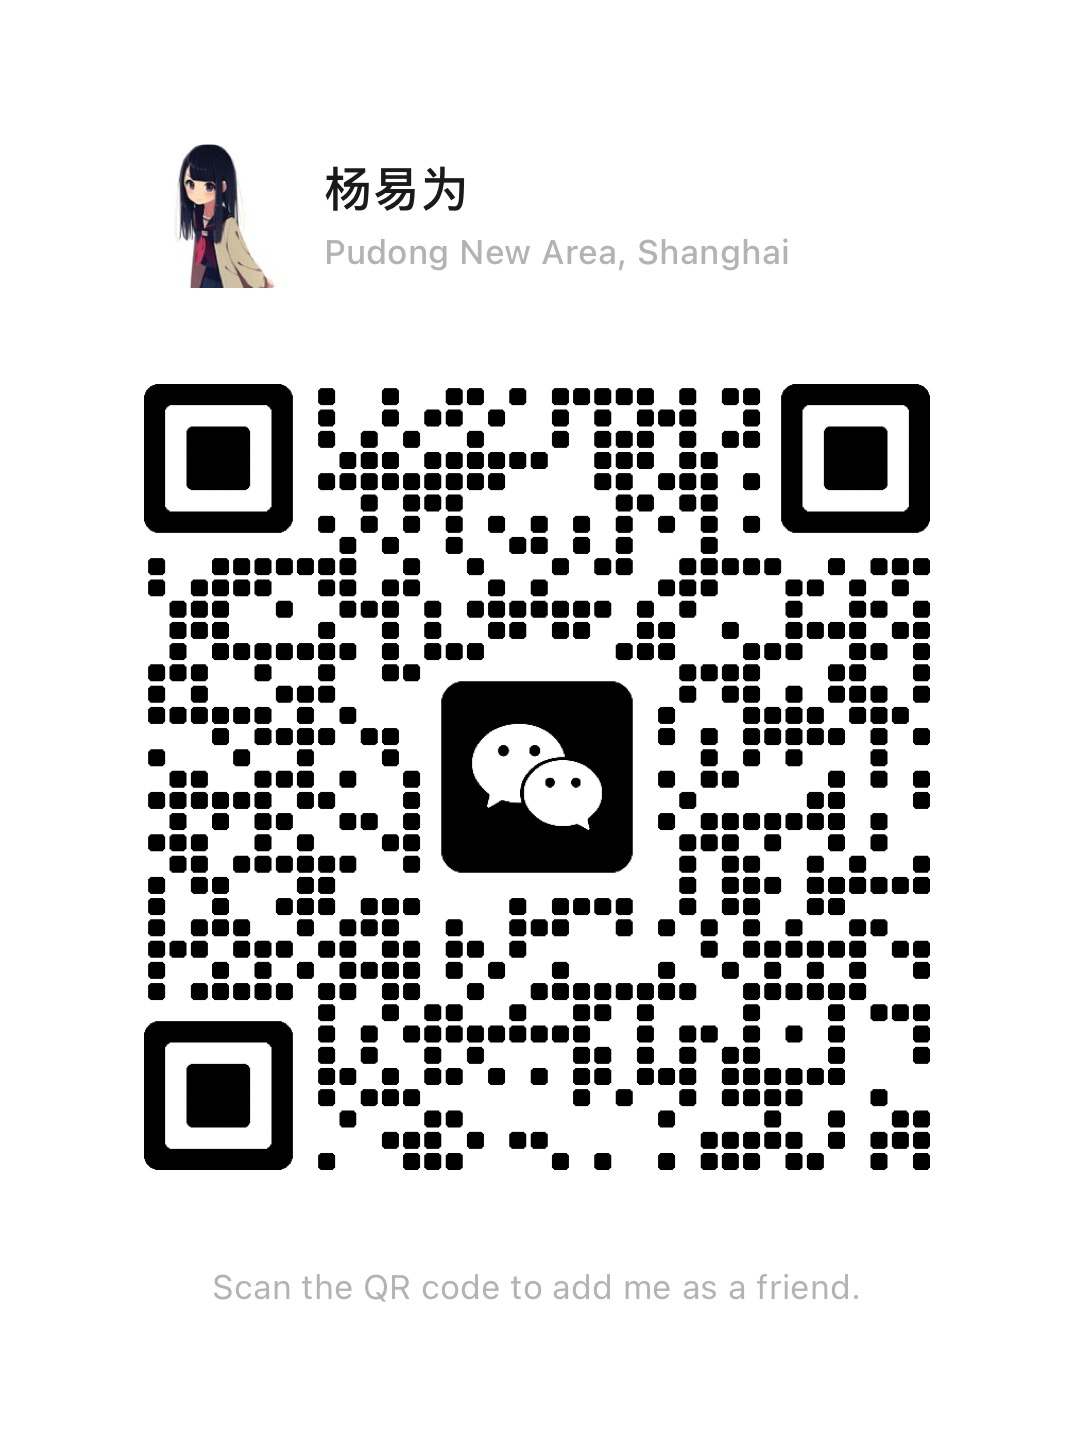 杨易为
Pudong New Area, Shanghai
Scan the QR code to add me as a friend.